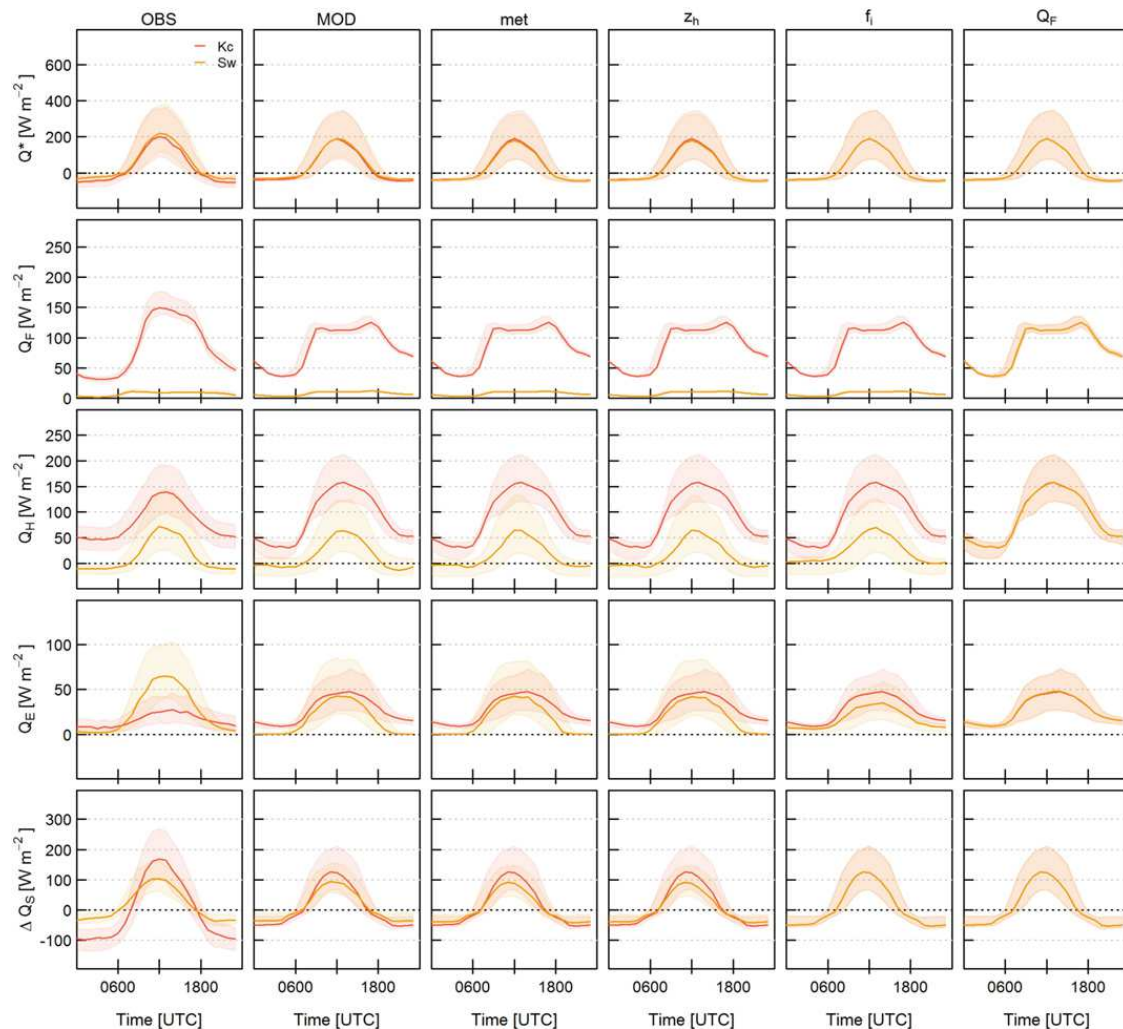 OBS MOD met z_h f_i Q_F
Kc
Sw
Q* [W m⁻²]
600
400
200
0
Q_F [W m⁻²]
250
200
150
100
50
0
Q_H [W m⁻²]
250
200
150
100
50
0
Q_E [W m⁻²]
100
50
0
Δ Q_S [W m⁻²]
300
200
100
0
-100
0600 1800 0600 1800 0600 1800 0600 1800 0600 1800 0600 1800
Time [UTC] Time [UTC] Time [UTC] Time [UTC] Time [UTC] Time [UTC]